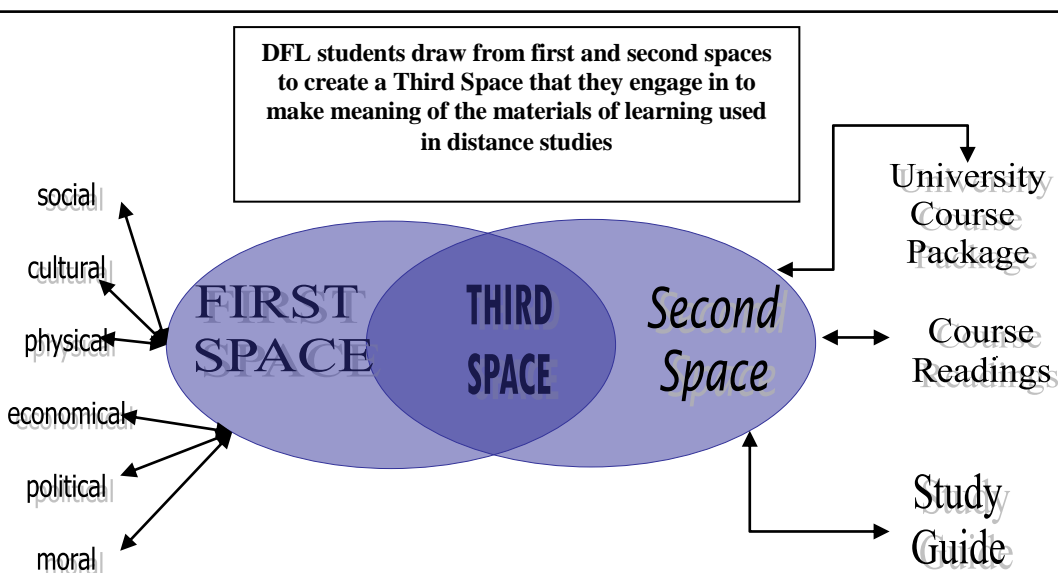 DFL students draw from first and second spaces
to create a Third Space that they engage in to
make meaning of the materials of learning used
in distance studies
social
cultural
physical
economical
political
moral
FIRST
SPACE
THIRD
SPACE
Second
Space
University
Course
Package
Course
Readings
Study
Guide